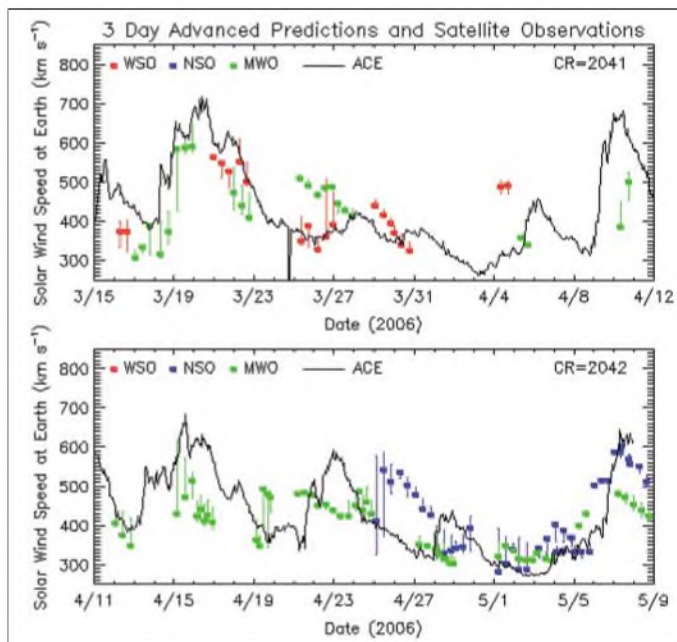 3 Day Advanced Predictions and Satellite Observations
WSO NSO MWO ACE CR=2041
Solar Wind Speed at Earth (km s⁻¹)
800
700
600
500
400
300
3/15 3/19 3/23 3/27 3/31 4/4 4/8 4/12
Date (2006)
WSO NSO MWO ACE CR=2042
Solar Wind Speed at Earth (km s⁻¹)
800
700
600
500
400
300
4/11 4/15 4/19 4/23 4/27 5/1 5/5 5/9
Date (2006)